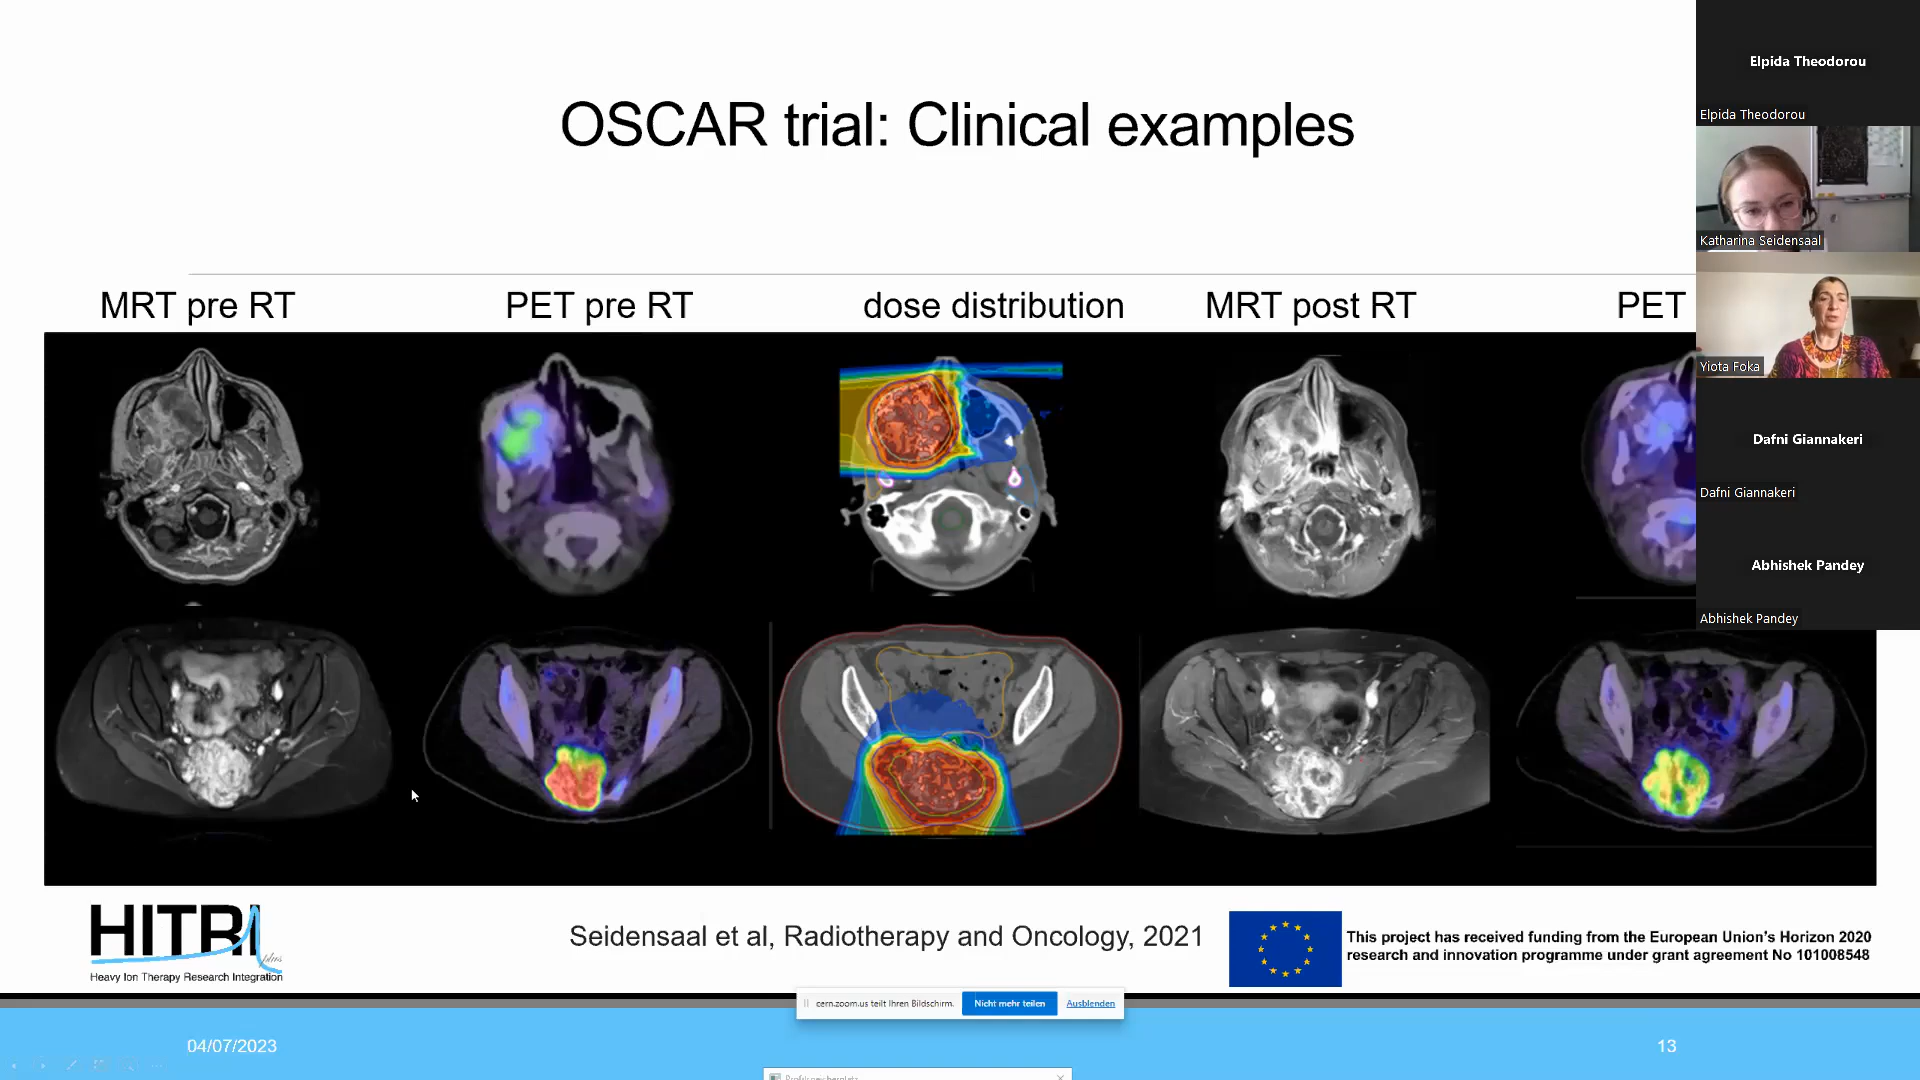 OSCAR trial: Clinical examples
MRT pre RT
PET pre RT
dose distribution
MRT post RT
PET
Elpida Theodorou
Elpida Theodorou
Katharina Seidensaal
Yiota Foka
Dafni Giannakeri
Dafni Giannakeri
Abhishek Pandey
Abhishek Pandey
HITRI
plus
Heavy Ion Therapy Research Integration
Seidensaal et al, Radiotherapy and Oncology, 2021
This project has received funding from the European Union's Horizon 2020
research and innovation programme under grant agreement No 101008548
cern.zoom.us teilt Ihren Bildschirm.
Nicht mehr teilen
Ausblenden
04/07/2023
13